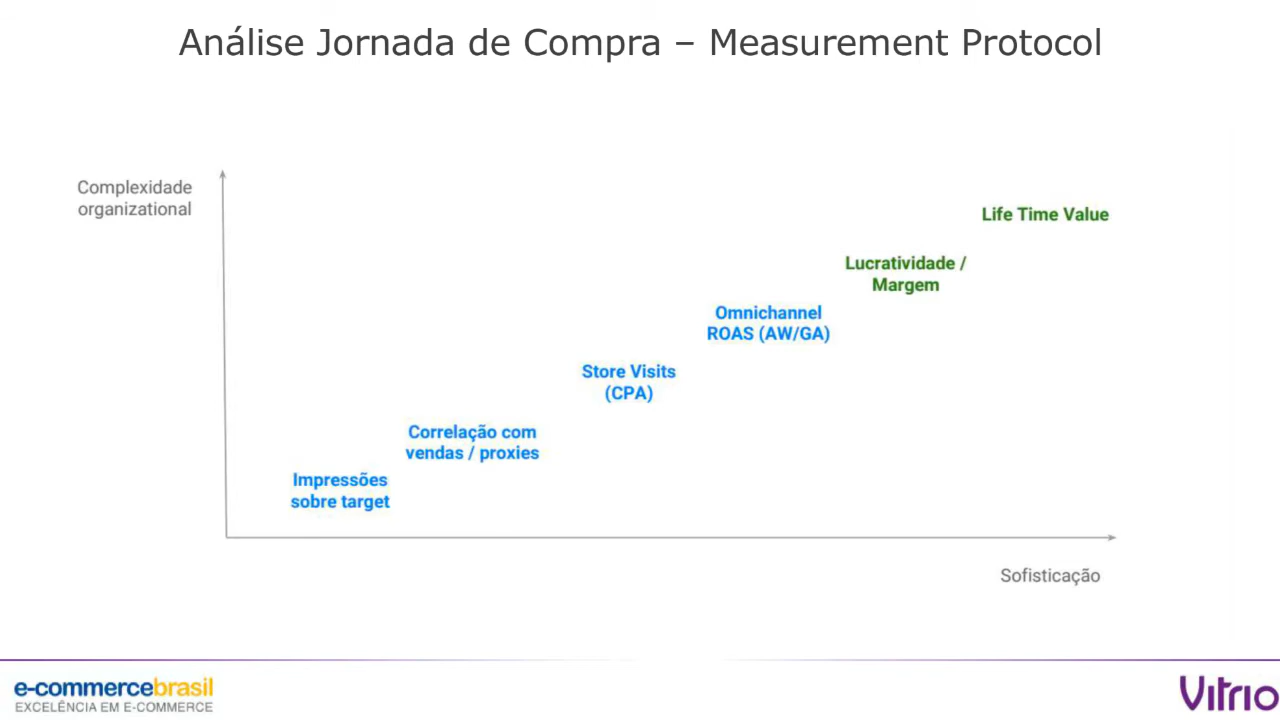 Análise Jornada de Compra – Measurement Protocol
Complexidade
organizational
Life Time Value
Lucratividade /
Margem
Omnichannel
ROAS (AW/GA)
Store Visits
(CPA)
Correlação com
vendas / proxies
Impressões
sobre target
Sofisticação
e-commercebrasil
EXCELÊNCIA EM E-COMMERCE
Vitrio